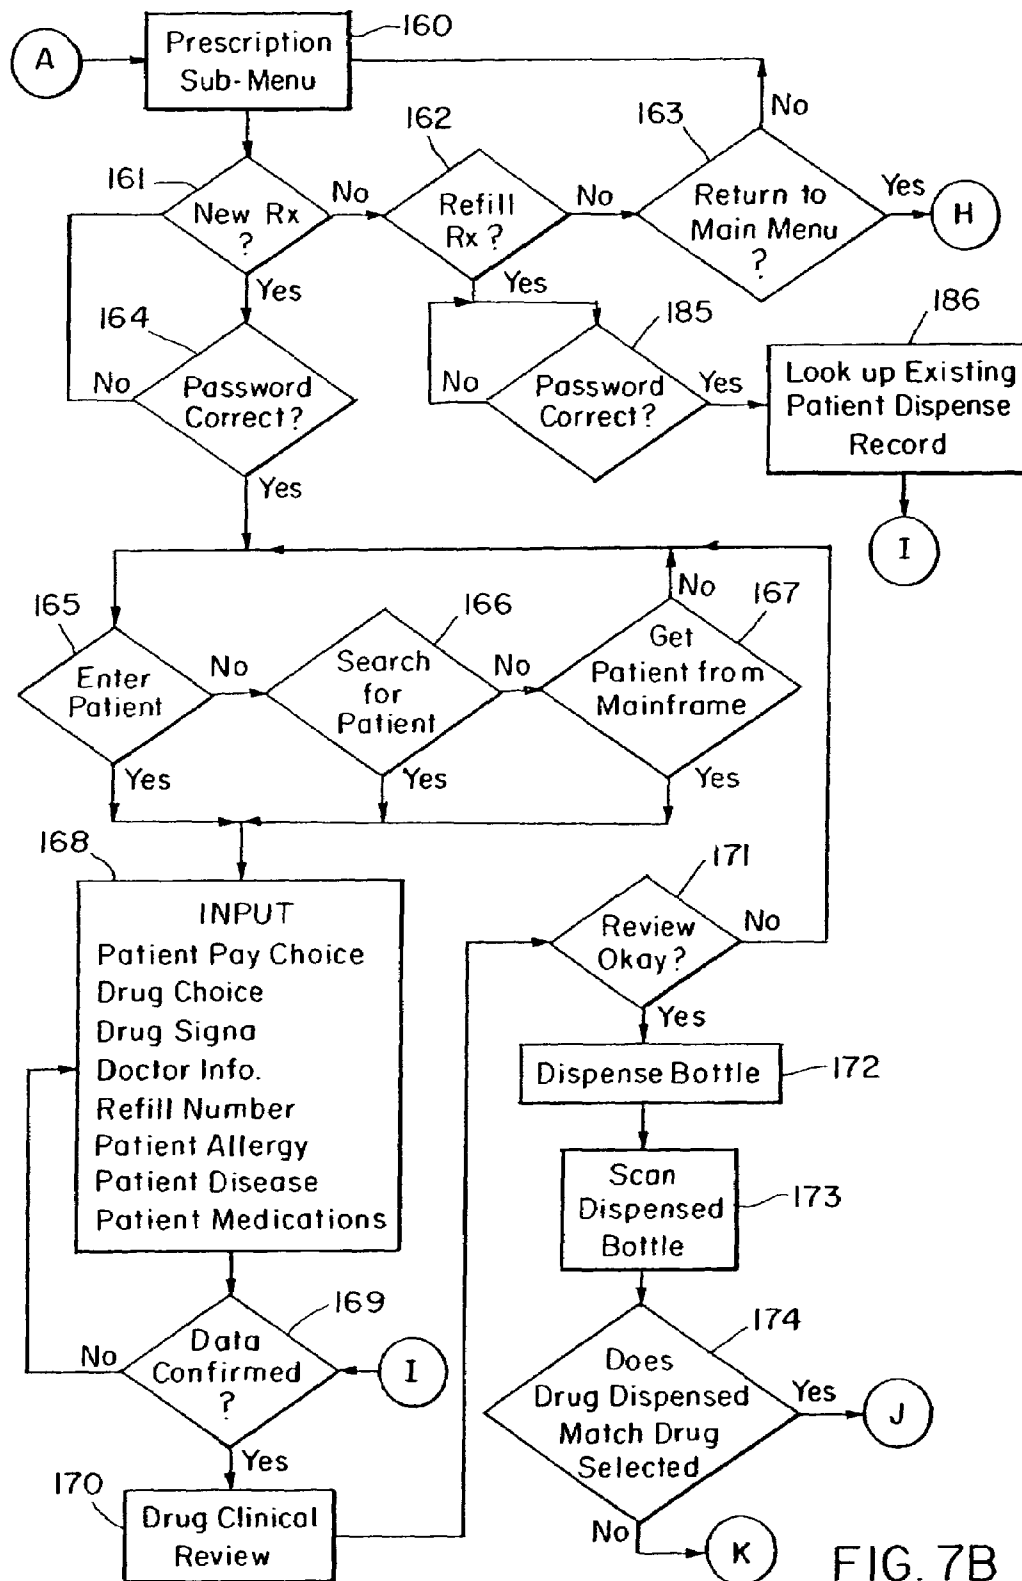 A
Prescription
Sub-Menu
160
No
161
New Rx
?
No
162
Refill
Rx?
No
163
Return to
Main Menu
?
Yes
H
Yes
Yes
164
No
Password
Correct?
Yes
185
No
Password
Correct?
Yes
186
Look up Existing
Patient Dispense
Record
I
165
Enter
Patient
No
Yes
166
Search
for
Patient
No
Yes
167
No
Get
Patient from
Mainframe
Yes
168
INPUT
Patient Pay Choice
Drug Choice
Drug Signa
Doctor Info.
Refill Number
Patient Allergy
Patient Disease
Patient Medications
169
Data
Confirmed
?
No
I
Yes
170
Drug Clinical
Review
171
Review
Okay?
No
Yes
Dispense Bottle
172
Scan
Dispensed
Bottle
173
174
Does
Drug Dispensed
Match Drug
Selected
Yes
J
No
K
FIG. 7B